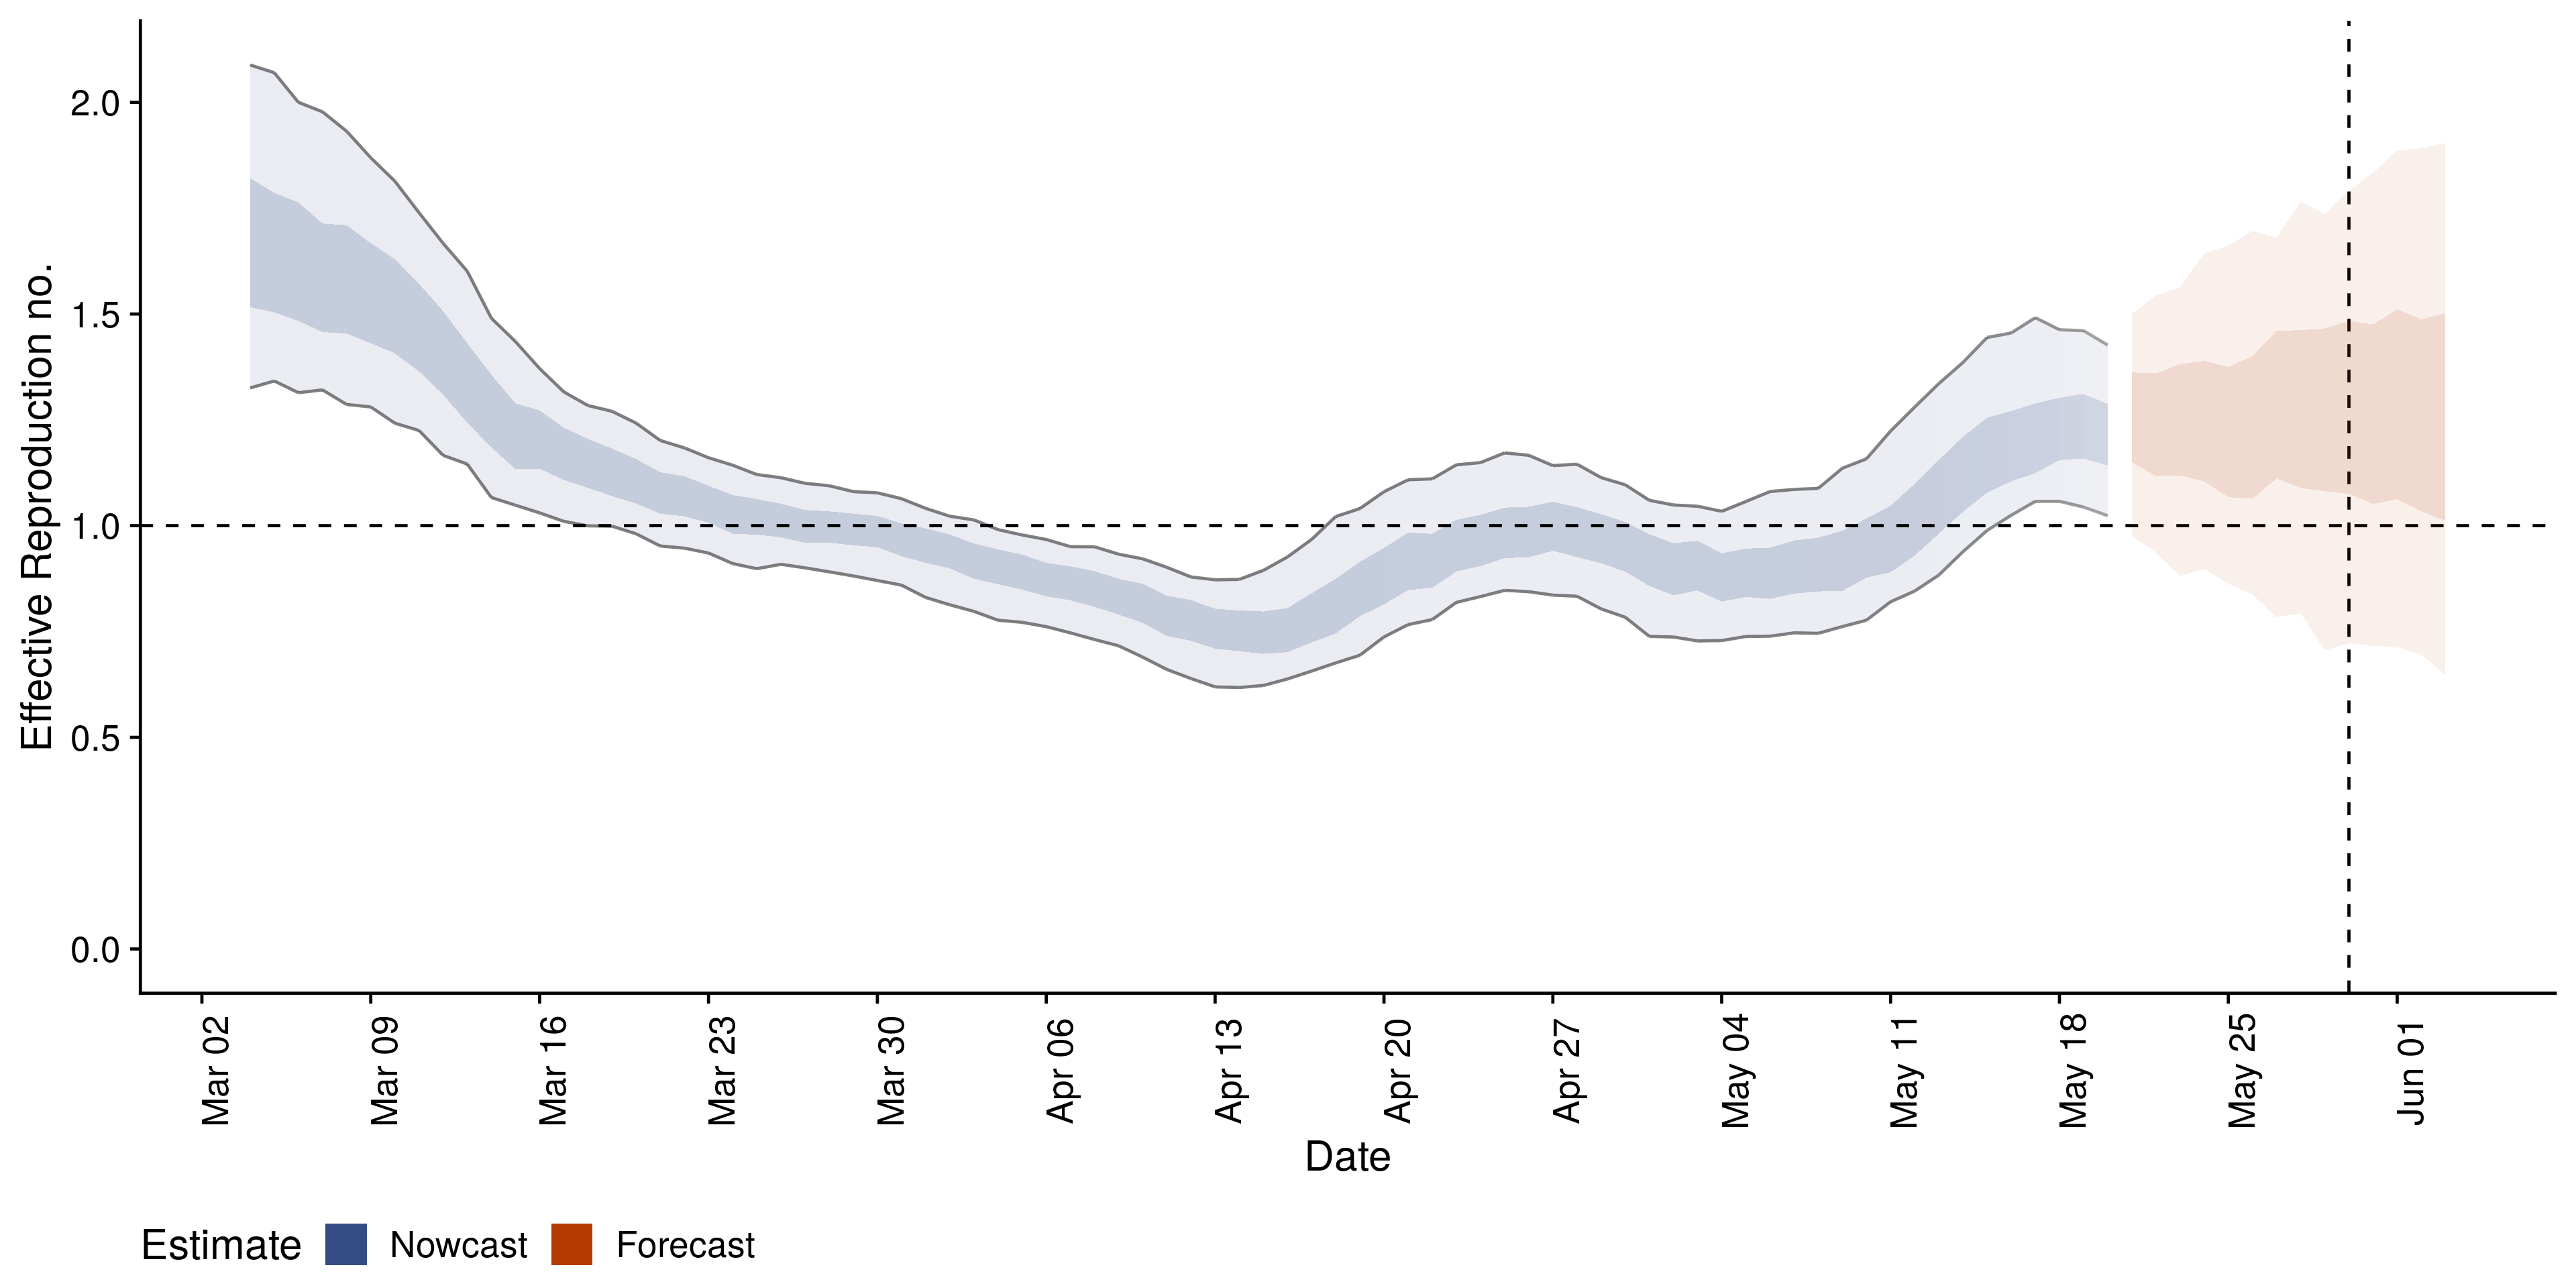 Effective Reproduction no.
2.0
1.5
1.0
0.5
0.0
Mar 02
Mar 09
Mar 16
Mar 23
Mar 30
Apr 06
Apr 13
Apr 20
Apr 27
May 04
May 11
May 18
May 25
Jun 01
Date
Estimate Nowcast Forecast